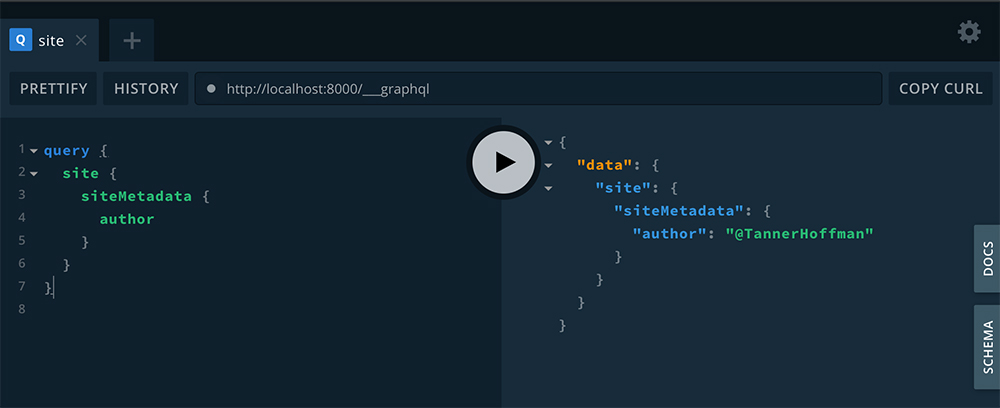 Q site
PRETTIFY HISTORY http://localhost:8000/___graphql COPY CURL
1 query {
2 site {
3 siteMetadata {
4 author
5 }
6 }
7 }
8
{
"data": {
"site": {
"siteMetadata": {
"author": "@TannerHoffman"
}
}
}
}
DOCS
SCHEMA